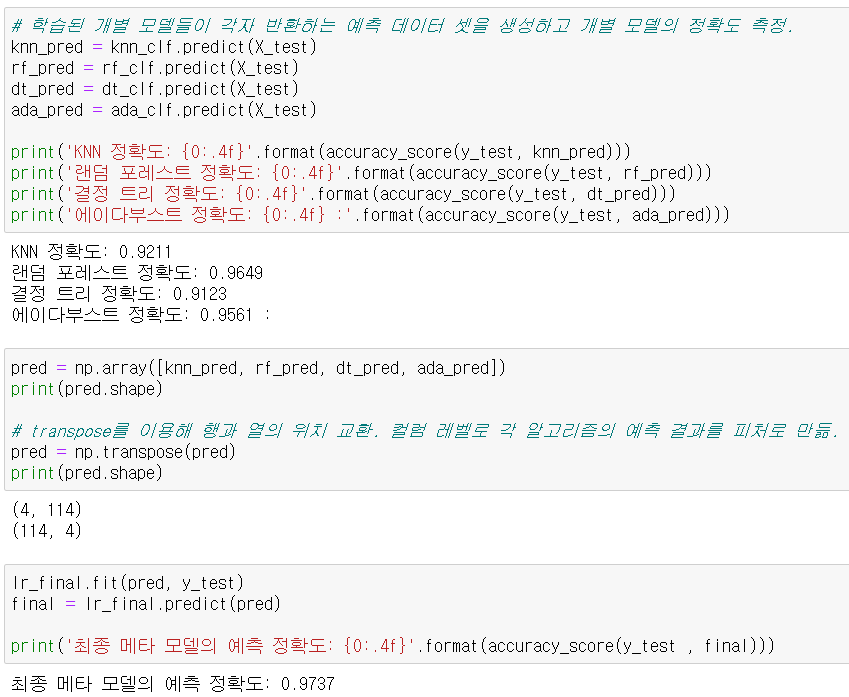 # 학습된 개별 모델들이 각자 반환하는 예측 데이터 셋을 생성하고 개별 모델의 정확도 측정.
knn_pred = knn_clf.predict(X_test)
rf_pred = rf_clf.predict(X_test)
dt_pred = dt_clf.predict(X_test)
ada_pred = ada_clf.predict(X_test)
print('KNN 정확도: {0:.4f}'.format(accuracy_score(y_test, knn_pred)))
print('랜덤 포레스트 정확도: {0:.4f}'.format(accuracy_score(y_test, rf_pred)))
print('결정 트리 정확도: {0:.4f}'.format(accuracy_score(y_test, dt_pred)))
print('에이다부스트 정확도: {0:.4f} :'.format(accuracy_score(y_test, ada_pred)))
KNN 정확도: 0.9211
랜덤 포레스트 정확도: 0.9649
결정 트리 정확도: 0.9123
에이다부스트 정확도: 0.9561 :
pred = np.array([knn_pred, rf_pred, dt_pred, ada_pred])
print(pred.shape)
# transpose를 이용해 행과 열의 위치 교환. 컬럼 레벨로 각 알고리즘의 예측 결과를 피처로 만듦.
pred = np.transpose(pred)
print(pred.shape)
(4, 114)
(114, 4)
lr_final.fit(pred, y_test)
final = lr_final.predict(pred)
print('최종 메타 모델의 예측 정확도: {0:.4f}'.format(accuracy_score(y_test , final)))
최종 메타 모델의 예측 정확도: 0.9737